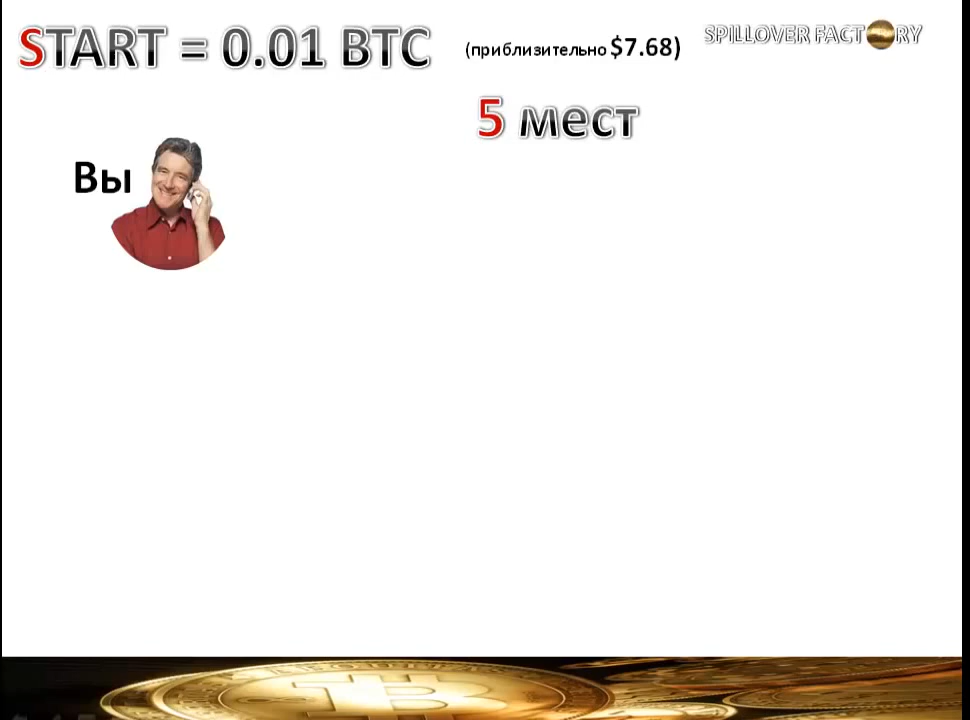 START = 0.01 BTC (приблизительно $7.68) SPILLOVER FACTORY
5 мест
Вы